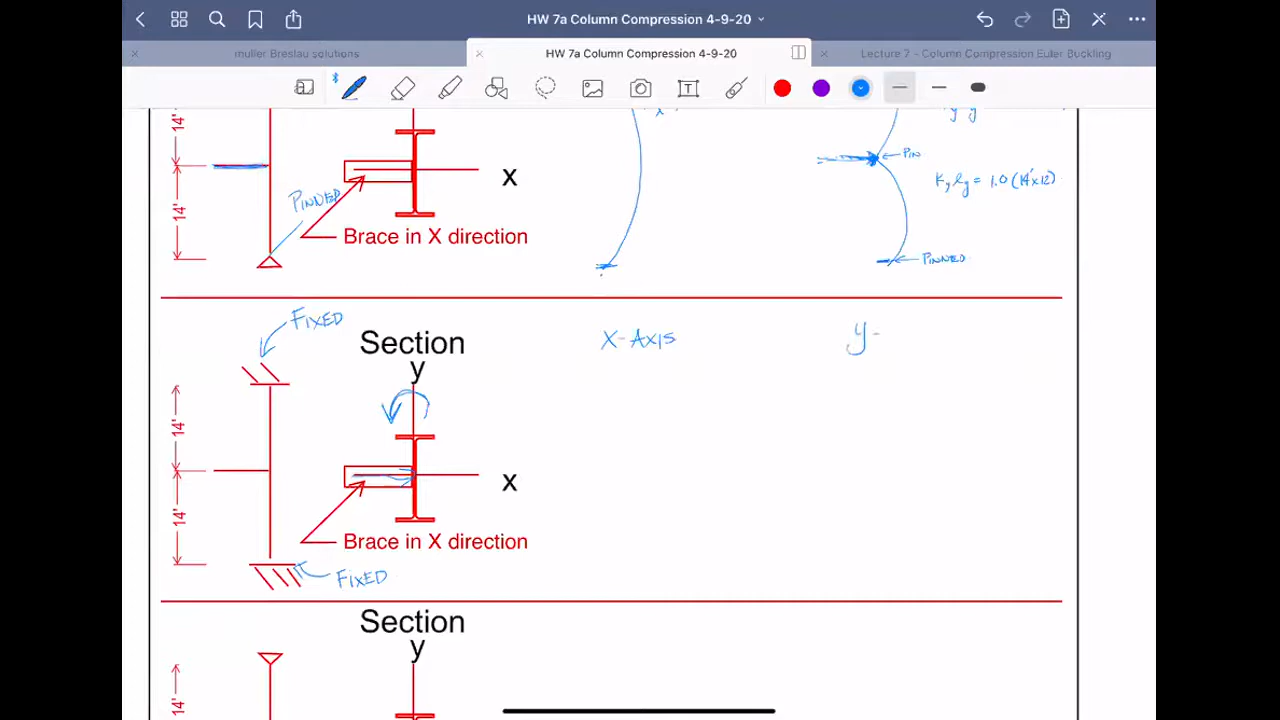 HW 7a Column Compression 4-9-20
muller Breslau solutions
HW 7a Column Compression 4-9-20
Lecture 7 - Column Compression Euler Buckling
14'
PIN
x
Ky ly = 1.0 (14'x12)
PINNED
14'
Brace in X direction
PINNED
FIXED
Section
X-AXIS
y-
y
14'
x
14'
Brace in X direction
FIXED
Section
y
14'